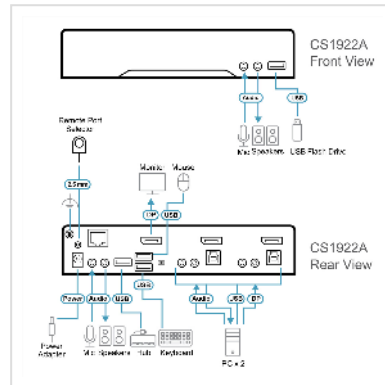 CS1922A
Front View
Audio
USB
Mic Speakers USB Flash Drive
Remote Port
Selector
Monitor Mouse
2.5mm
DP USB
CS1922A
Rear View
Power Audio USB USB Audio USB DP
Power
Adapter
Mic Speakers Hub Keyboard
PC x 2